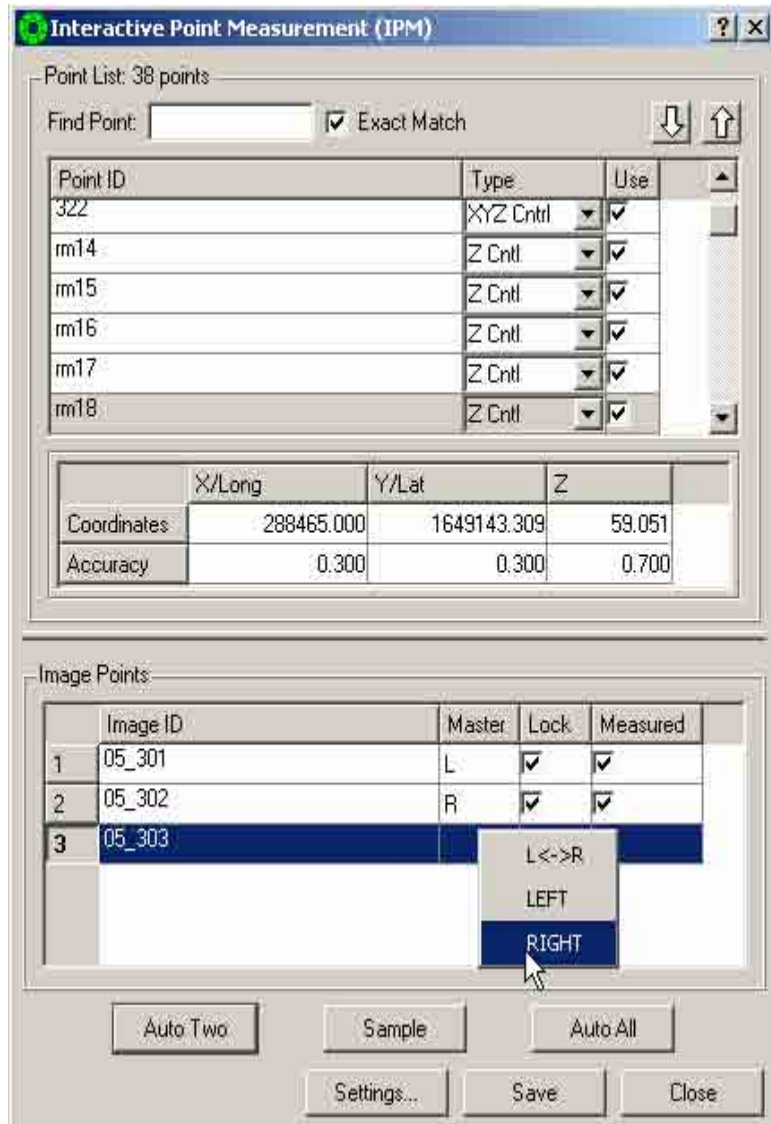 Interactive Point Measurement (IPM)
Point List: 38 points
Find Point: Exact Match
Point ID Type Use
322 XYZ Cntrl
rm14 Z Cntl
rm15 Z Cntl
rm16 Z Cntl
rm17 Z Cntl
rm18 Z Cntl
X/Long Y/Lat Z
Coordinates 288465.000 1649143.309 59.051
Accuracy 0.300 0.300 0.700
Image Points
Image ID Master Lock Measured
1 05_301 L
2 05_302 R
3 05_303
L<->R
LEFT
RIGHT
Auto Two Sample Auto All
Settings... Save Close